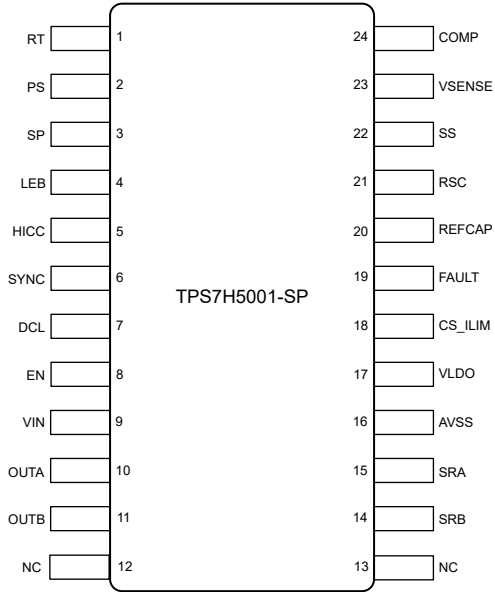 RT 1 24 COMP
PS 2 23 VSENSE
SP 3 22 SS
LEB 4 21 RSC
HICC 5 20 REFCAP
SYNC 6 19 FAULT
TPS7H5001-SP
DCL 7 18 CS_ILIM
EN 8 17 VLDO
VIN 9 16 AVSS
OUTA 10 15 SRA
OUTB 11 14 SRB
NC 12 13 NC